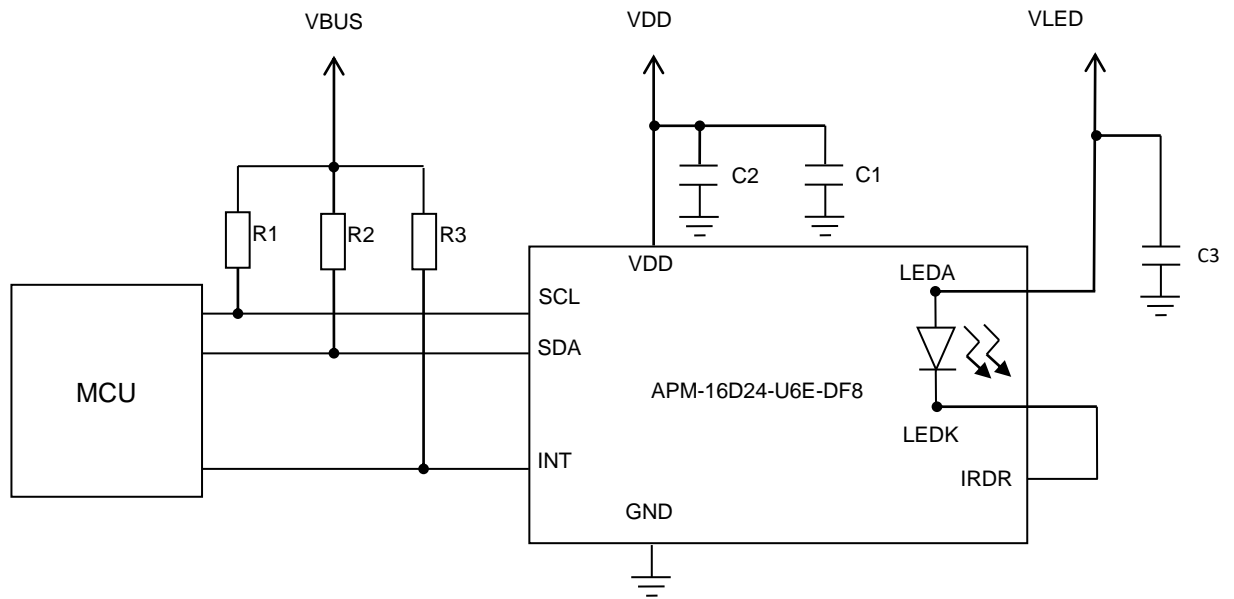 VBUS
VDD
VLED
C2
C1
R1
R2
R3
C3
VDD
LEDA
SCL
SDA
MCU
APM-16D24-U6E-DF8
LEDK
INT
IRDR
GND